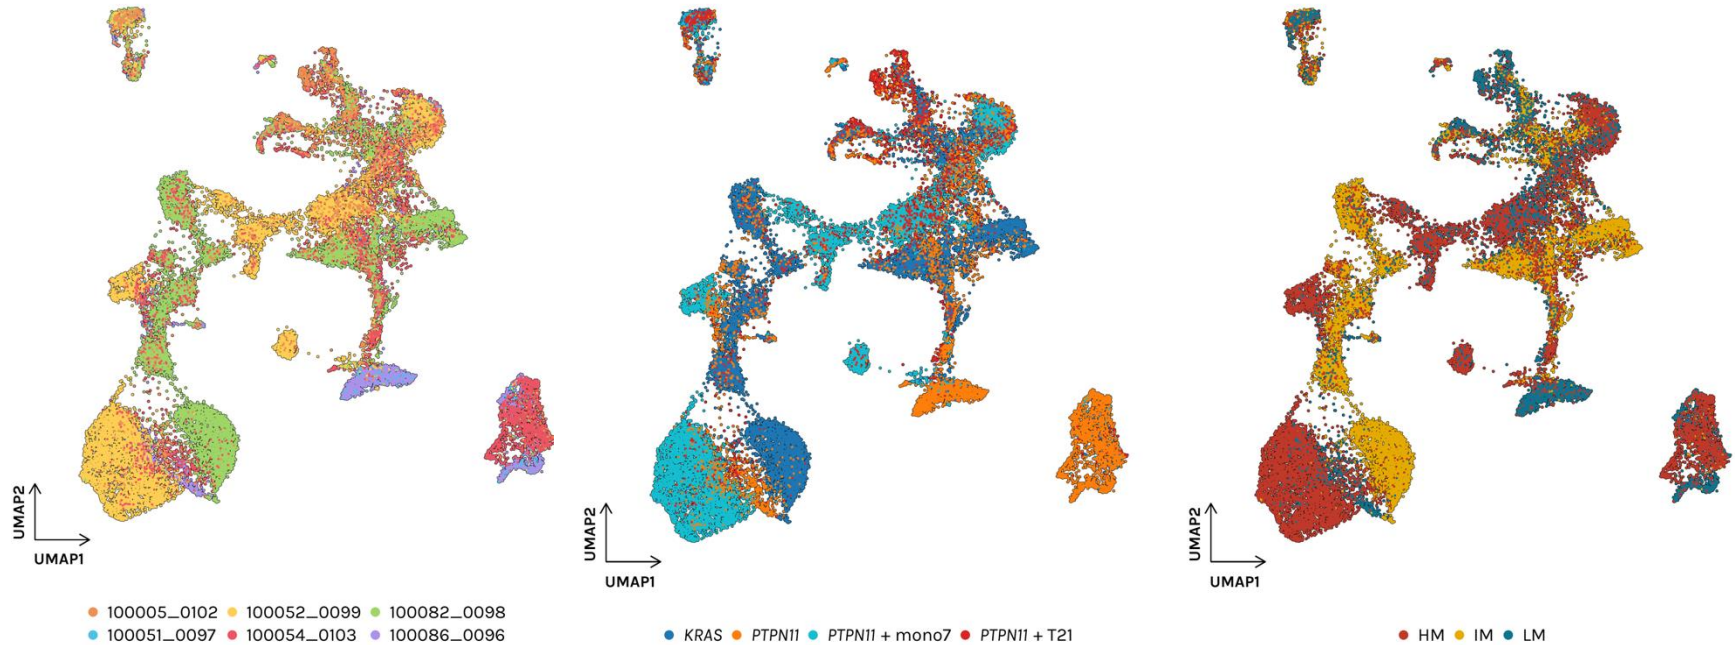 UMAP2
UMAP1
100005_0102 100052_0099 100082_0098
100051_0097 100054_0103 100086_0096
UMAP2
UMAP1
KRAS PTPN11 PTPN11 + mono7 PTPN11 + T21
UMAP2
UMAP1
HM IM LM